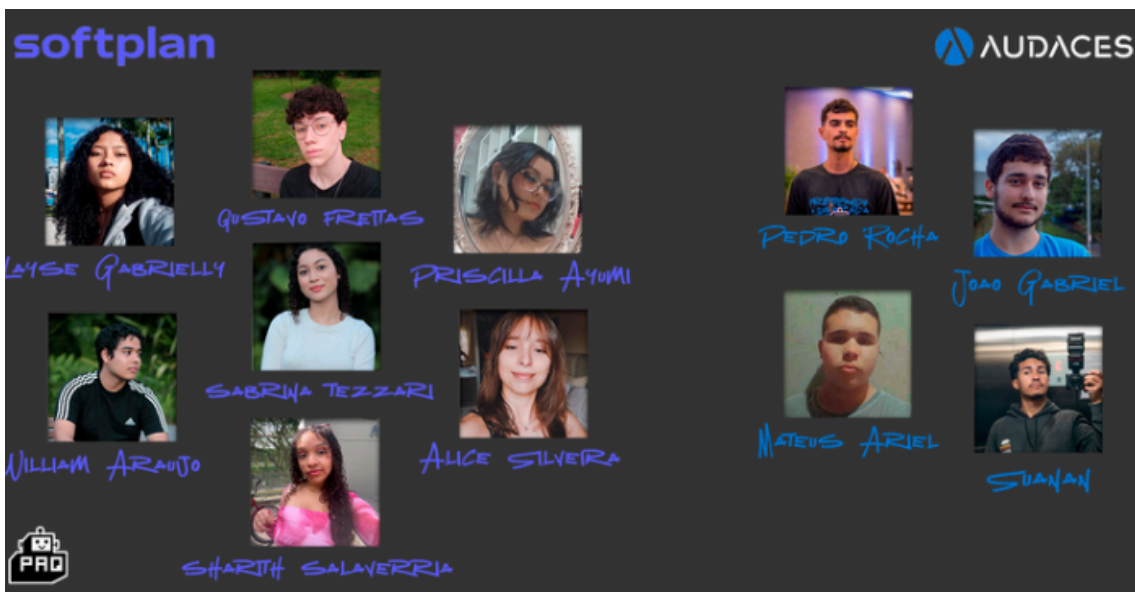 softplan
AUDACES
LAYSE GABRIELLY
GUSTAVO FREITAS
PRISCILLA AYUMI
WILLIAM ARAUJO
SABRINA TEZZARI
ALICE SILVEIRA
SHARITH SALAVERRIA
PEDRO ROCHA
JOAO GABRIEL
MATEUS ARIEL
SUANAN
PAQ